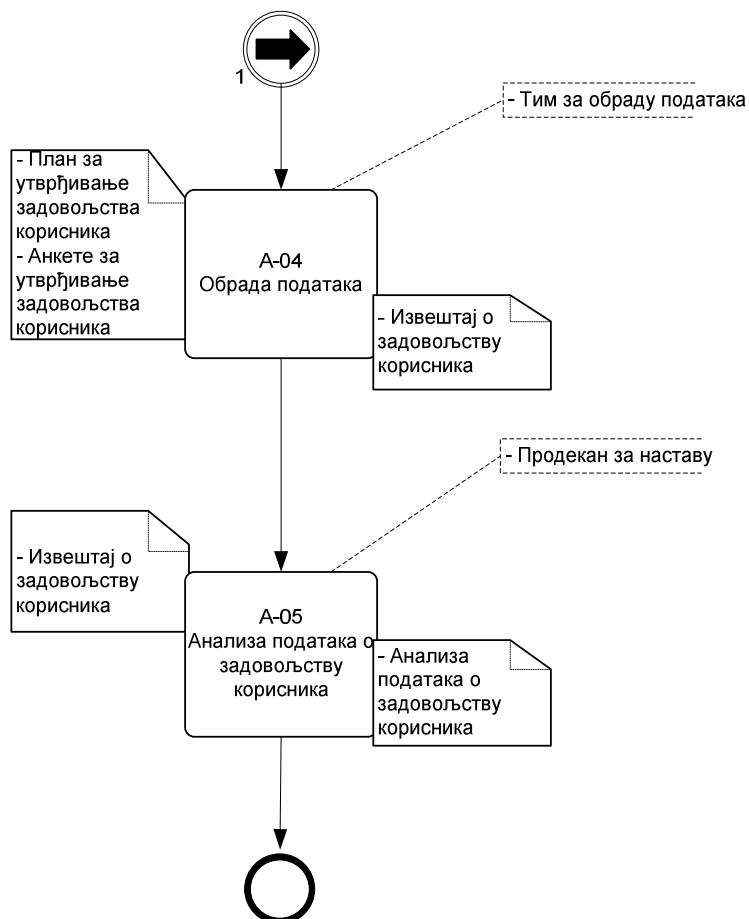 1
- Тим за обраду података
- План за
утврђивање
задовољства
корисника
- Анкете за
утврђивање
задовољства
корисника
А-04
Обрада података
- Извештај о
задовољству
корисника
- Продекан за наставу
- Извештај о
задовољству
корисника
А-05
Анализа података о
задовољству
корисника
- Анализа
података о
задовољству
корисника